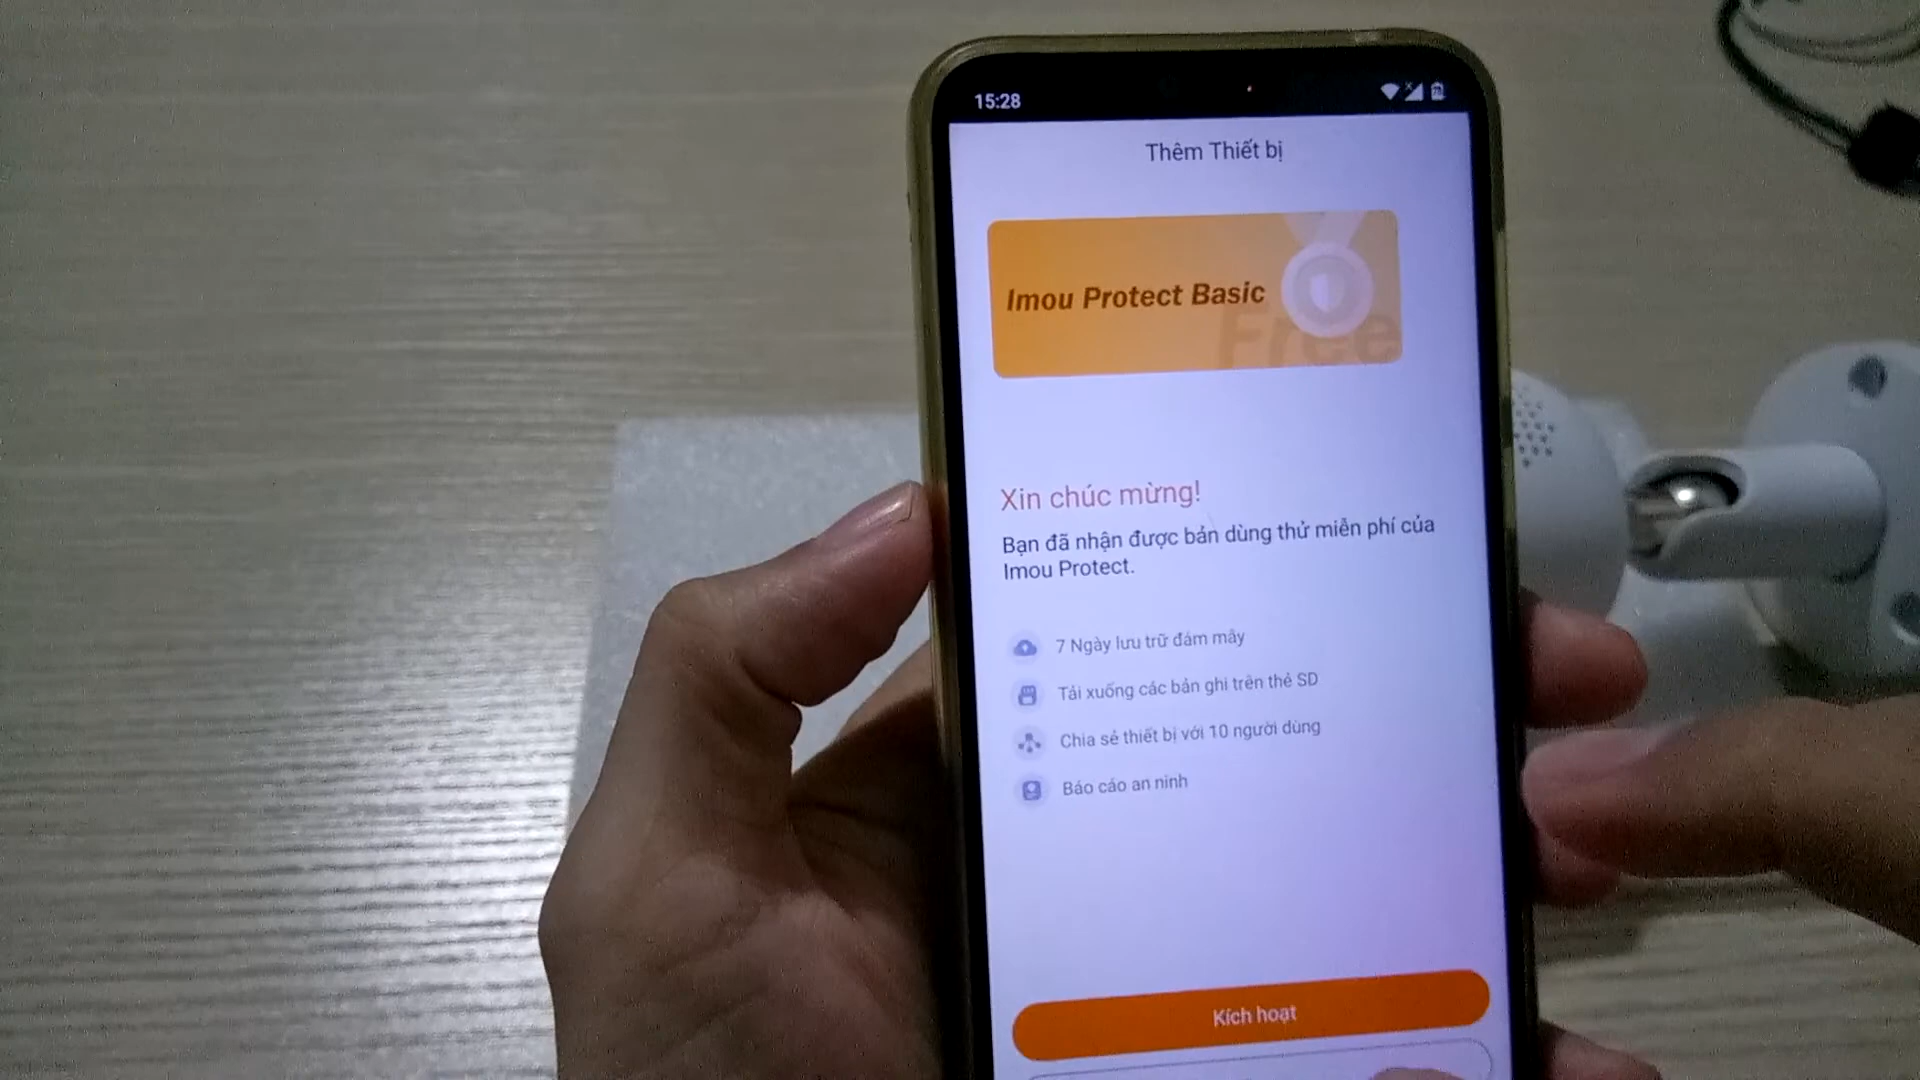 15:28
Thêm Thiết bị
Imou Protect Basic
Free
Xin chúc mừng!
Bạn đã nhận được bản dùng thử miễn phí của
Imou Protect.
7 Ngày lưu trữ đám mây
Tải xuống các bản ghi trên thẻ SD
Chia sẻ thiết bị với 10 người dùng
Báo cáo an ninh
Kích hoạt